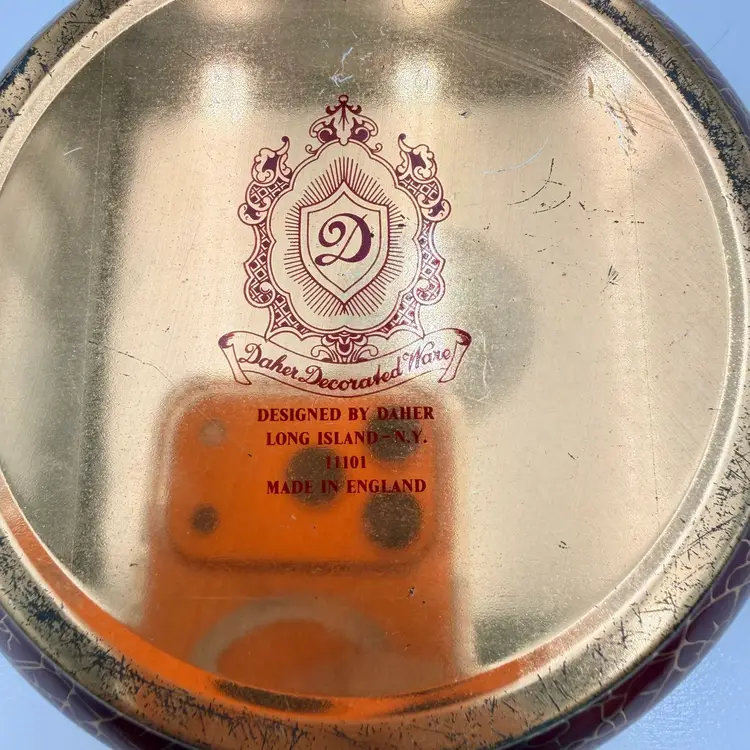 D
Daher Decorated Ware
DESIGNED BY DAHER
LONG ISLAND-N.Y.
11101
MADE IN ENGLAND